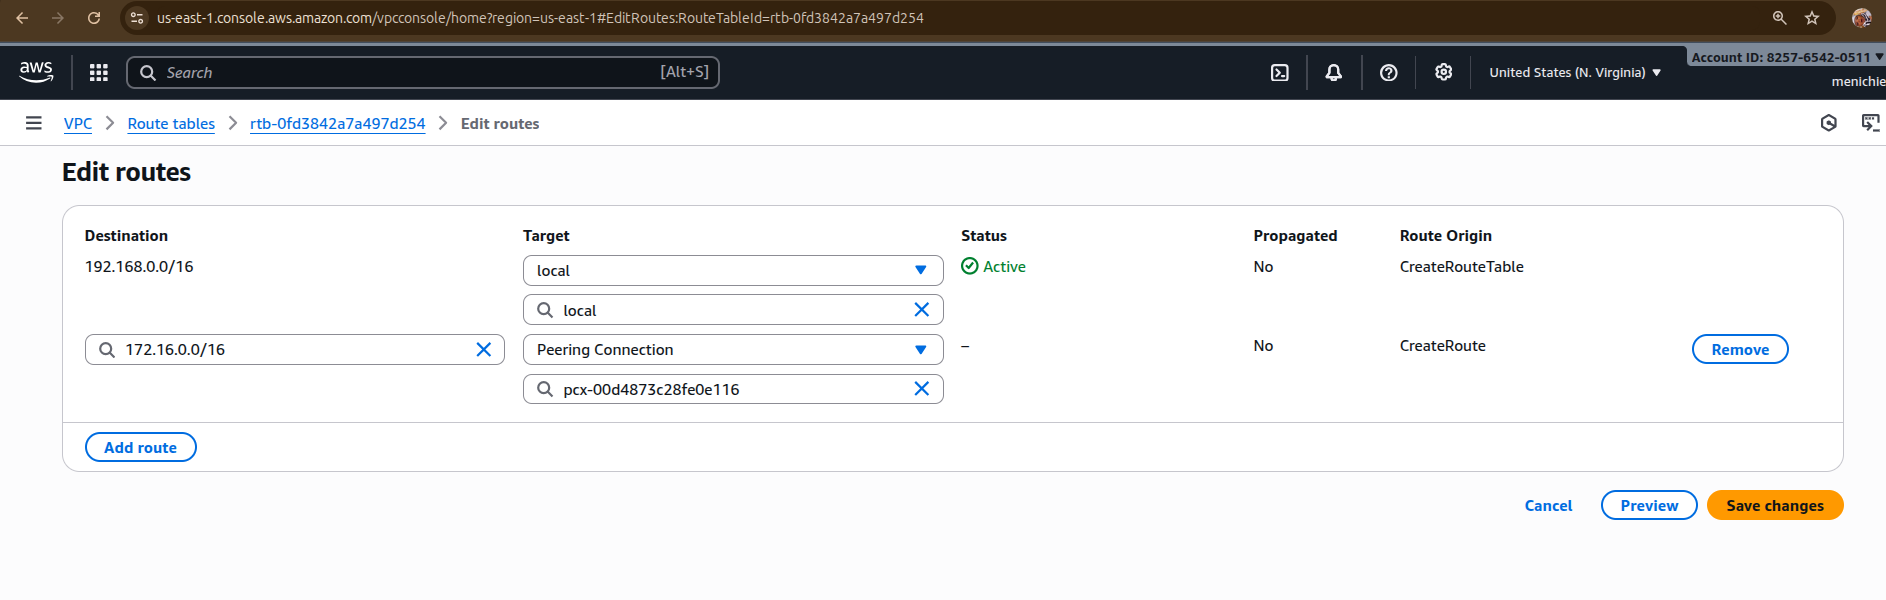 us-east-1.console.aws.amazon.com/vpcconsole/home?region=us-east-1#EditRoutes:RouteTableId=rtb-0fd3842a7a497d254
aws
Search [Alt+S]
United States (N. Virginia)
Account ID: 8257-6542-0511
menichie
VPC > Route tables > rtb-0fd3842a7a497d254 > Edit routes
Edit routes
Destination Target Status Propagated Route Origin
192.168.0.0/16 local Active No CreateRouteTable
local
172.16.0.0/16 Peering Connection – No CreateRoute Remove
pcx-00d4873c28fe0e116
Add route
Cancel Preview Save changes